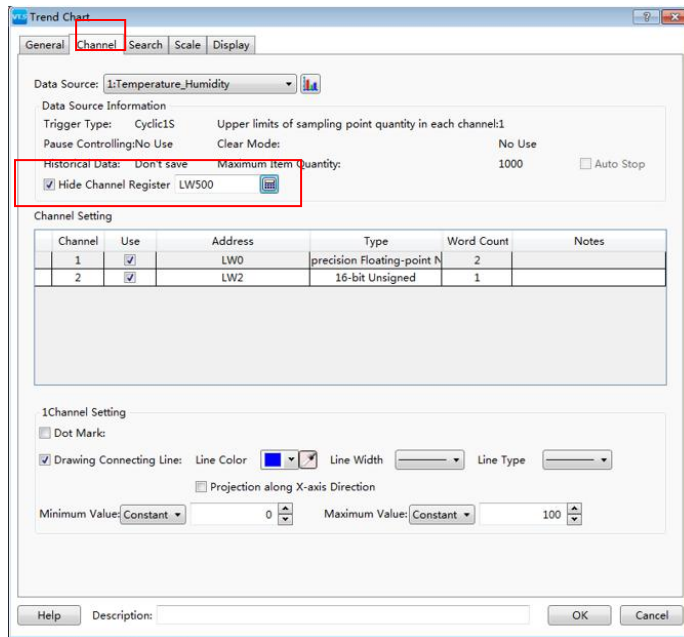 V1.5 Trend Chart
General Channel Search Scale Display
Data Source: 1:Temperature_Humidity
Data Source Information
Trigger Type: Cyclic1S Upper limits of sampling point quantity in each channel:1
Pause Controlling:No Use Clear Mode: No Use
Historical Data: Don't save Maximum Item Quantity: 1000 Auto Stop
Hide Channel Register LW500
Channel Setting
Channel Use Address Type Word Count Notes
1 LW0 precision Floating-point N 2
2 LW2 16-bit Unsigned 1
1Channel Setting
Dot Mark:
Drawing Connecting Line: Line Color Line Width Line Type
Projection along X-axis Direction
Minimum Value: Constant 0 Maximum Value: Constant 100
Help Description: OK Cancel